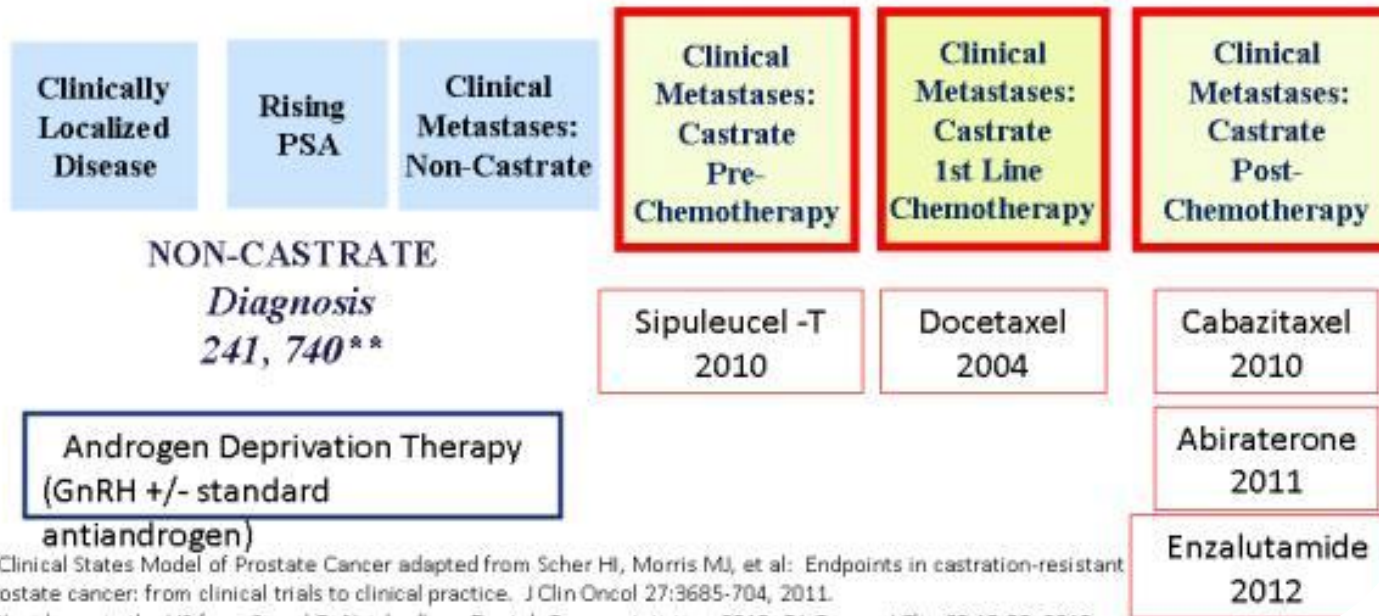 Clinically
Localized
Disease
Rising
PSA
Clinical
Metastases:
Non-Castrate
Clinical
Metastases:
Castrate
Pre-
Chemotherapy
Clinical
Metastases:
Castrate
1st Line
Chemotherapy
Clinical
Metastases:
Castrate
Post-
Chemotherapy
NON-CASTRATE
Diagnosis
241, 740**
Sipuleucel -T
2010
Docetaxel
2004
Cabazitaxel
2010
Androgen Deprivation Therapy
(GnRH +/- standard
antiandrogen)
Abiraterone
2011
Enzalutamide
2012
Clinical States Model of Prostate Cancer adapted from Scher HI, Morris MJ, et al: Endpoints in castration-resistant
ostate cancer: from clinical trials to clinical practice. J Clin Oncol 27:3685-704, 2011.